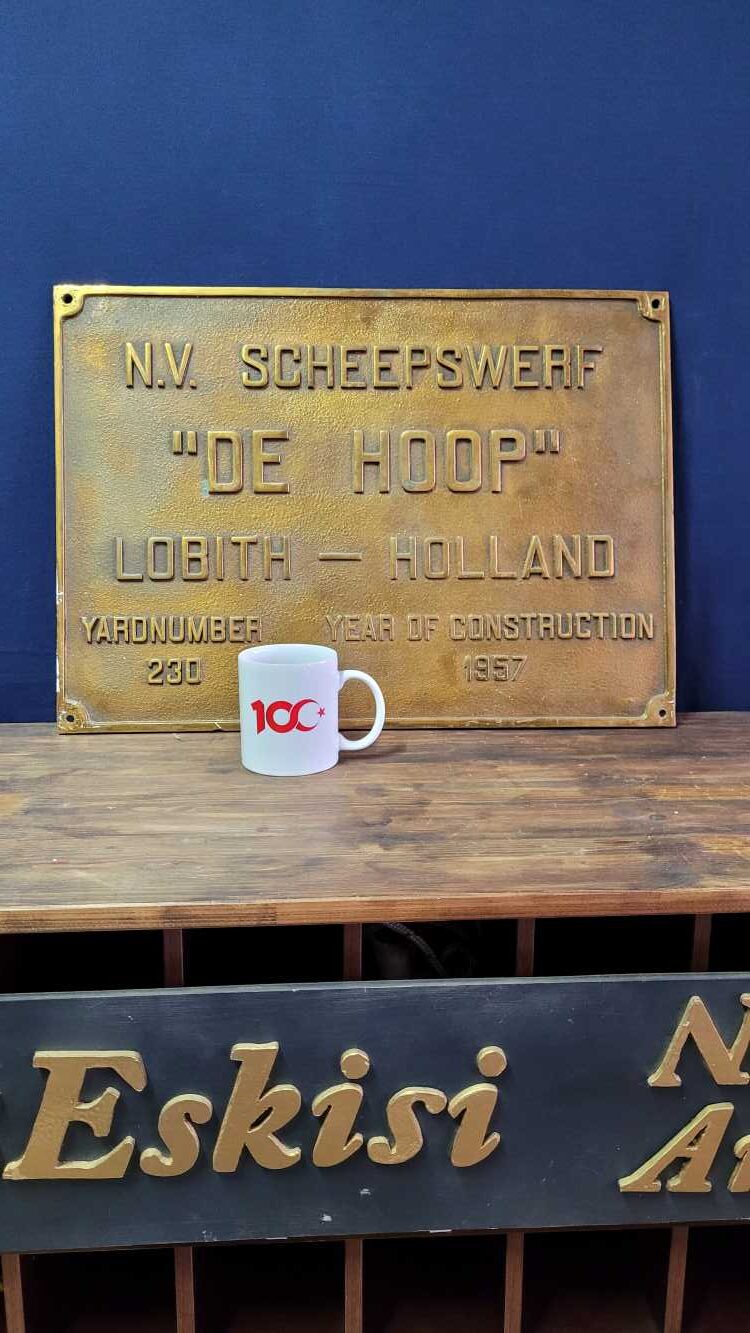 N.V. SCHEEPSWERF
"DE HOOP"
LOBITH — HOLLAND
YARDNUMBER YEAR OF CONSTRUCTION
230 1957
100
Eskisi